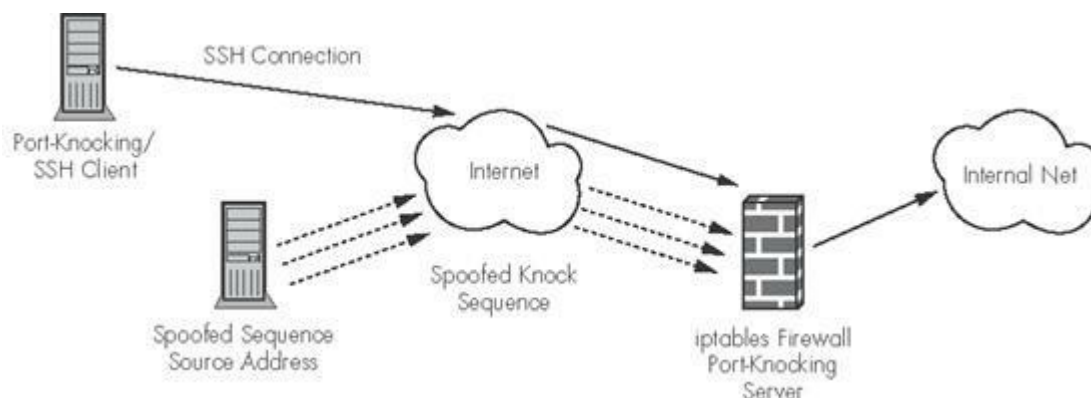 SSH Connection
Port-Knocking/
SSH Client
Internet
Internal Net
Spoofed Knock
Sequence
Spoofed Sequence
Source Address
iptables Firewall
Port-Knocking
Server